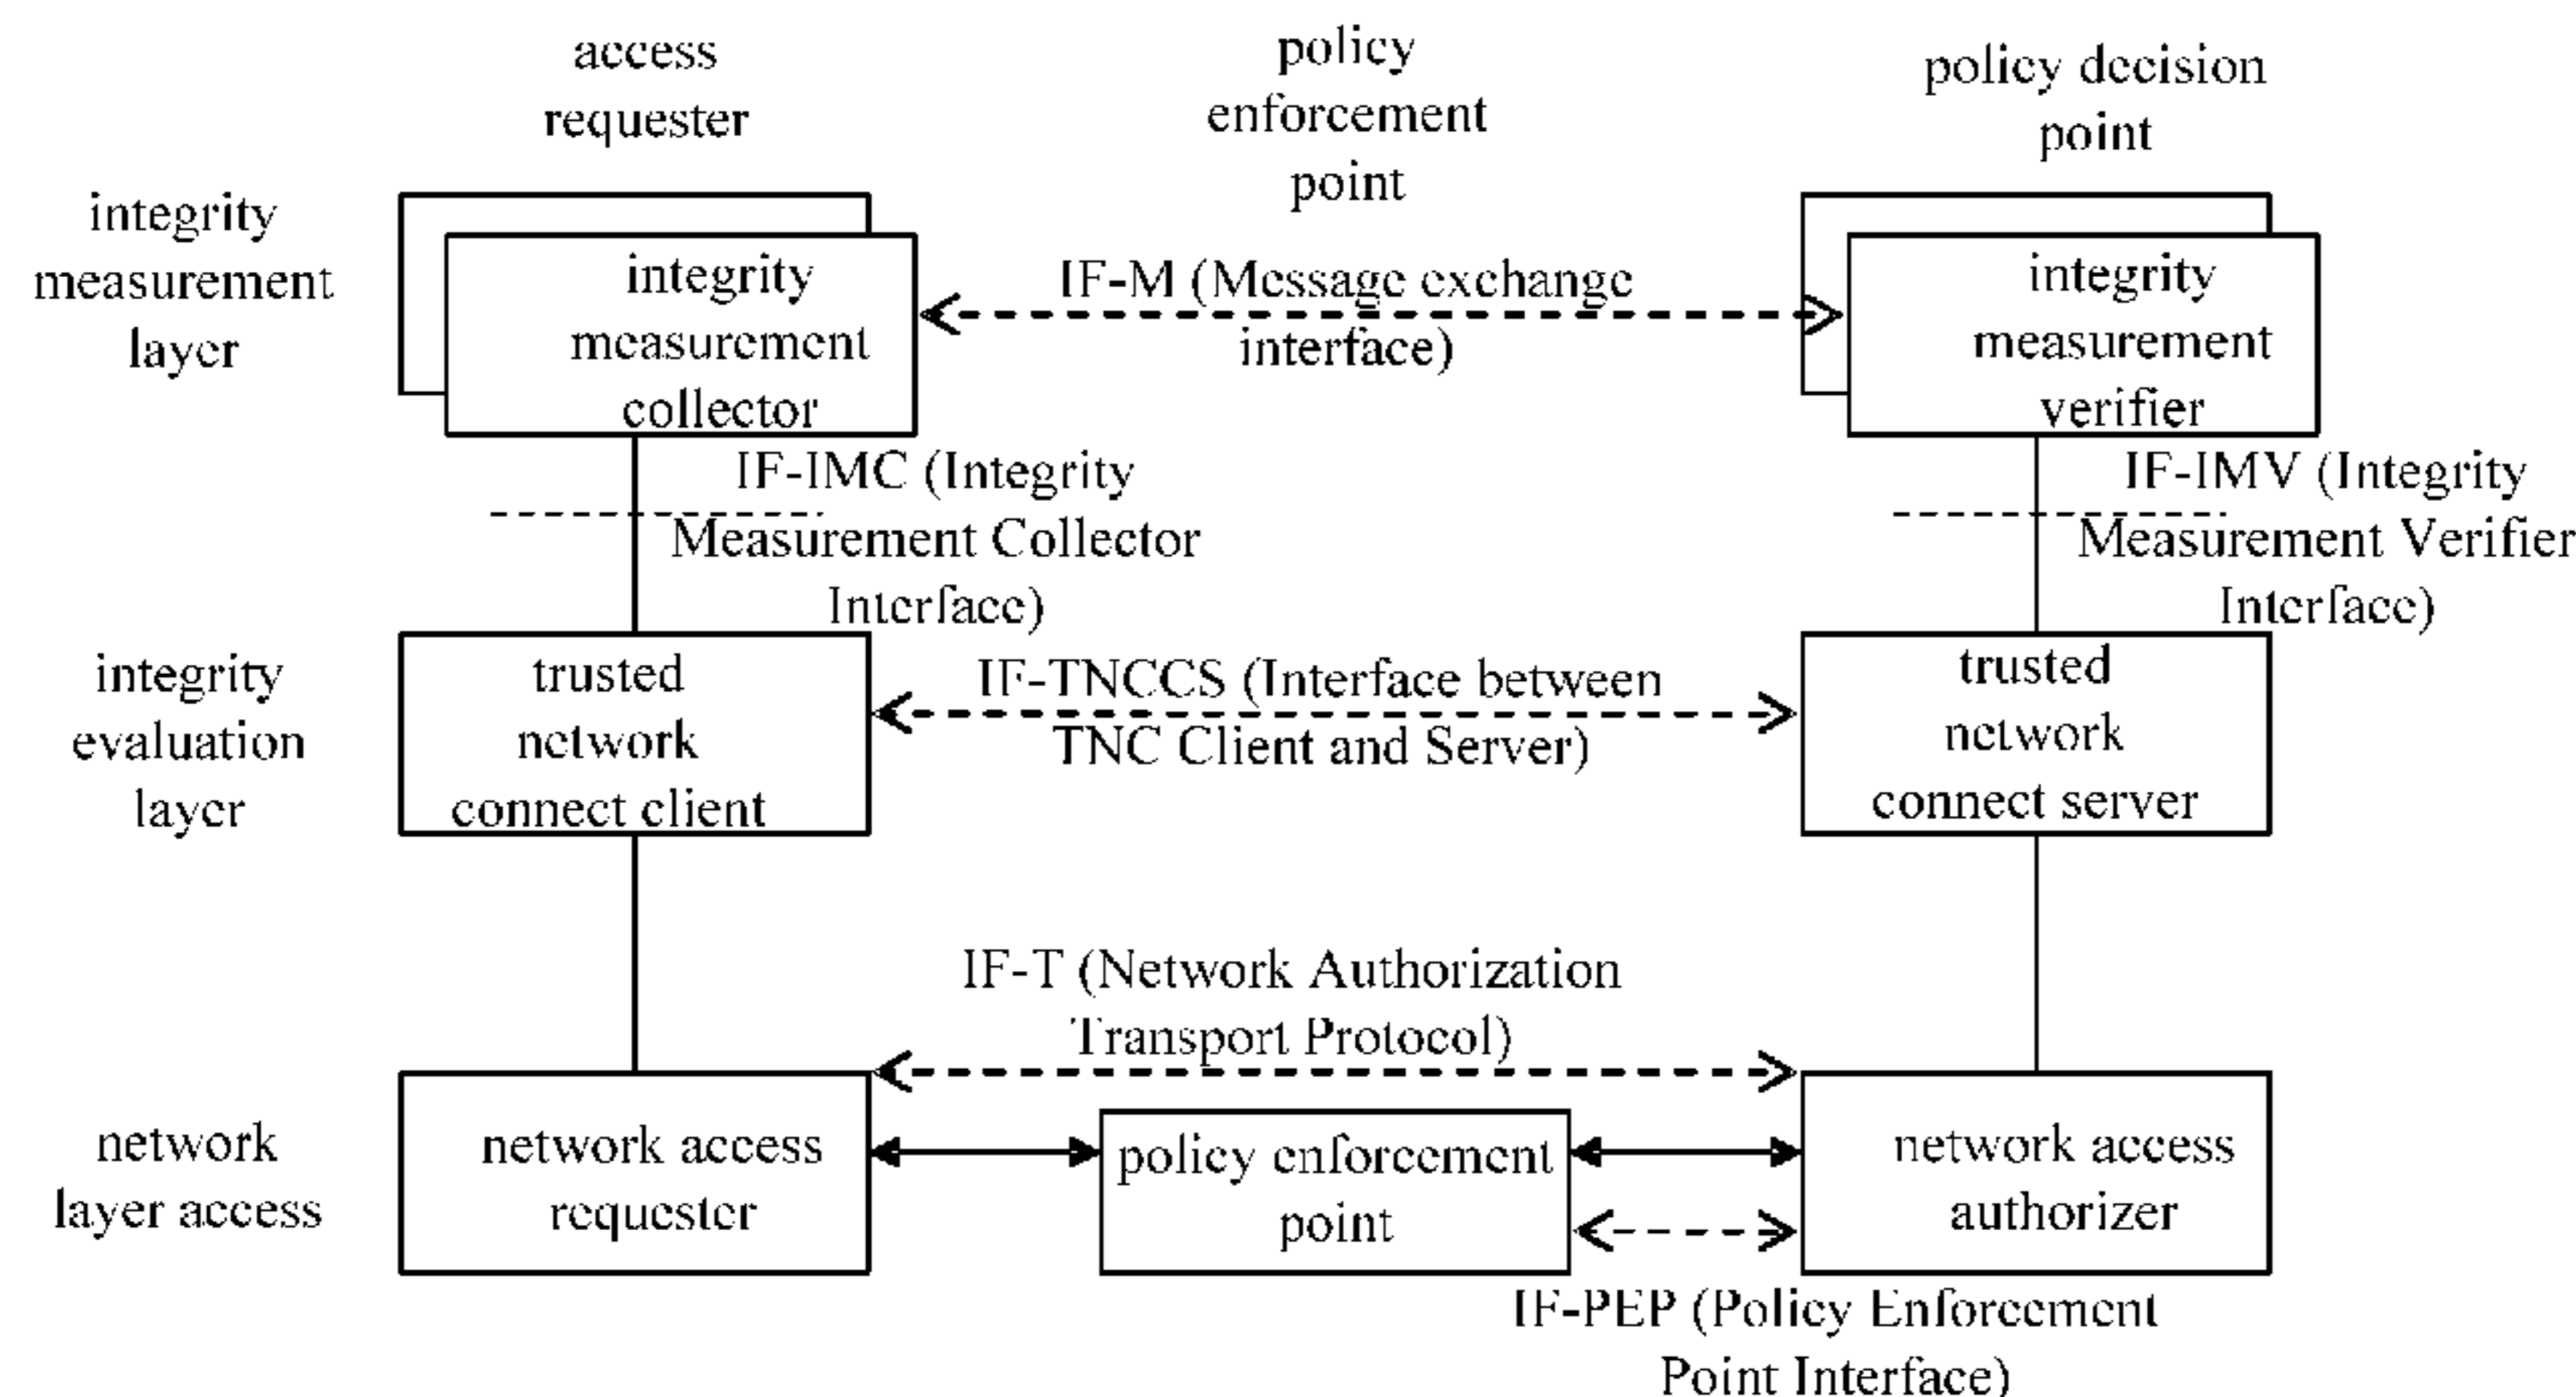 access
requester
policy
enforcement
point
policy decision
point
integrity
measurement
layer
integrity
measurement
collector
IF-M (Message exchange
interface)
integrity
measurement
verifier
IF-IMC (Integrity
Measurement Collector
Interface)
IF-IMV (Integrity
Measurement Verifier
Interface)
integrity
evaluation
layer
trusted
network
connect client
IF-TNCCS (Interface between
TNC Client and Server)
trusted
network
connect server
IF-T (Network Authorization
Transport Protocol)
network
layer access
network access
requester
policy enforcement
point
network access
authorizer
IF-PEP (Policy Enforcement
Point Interface)